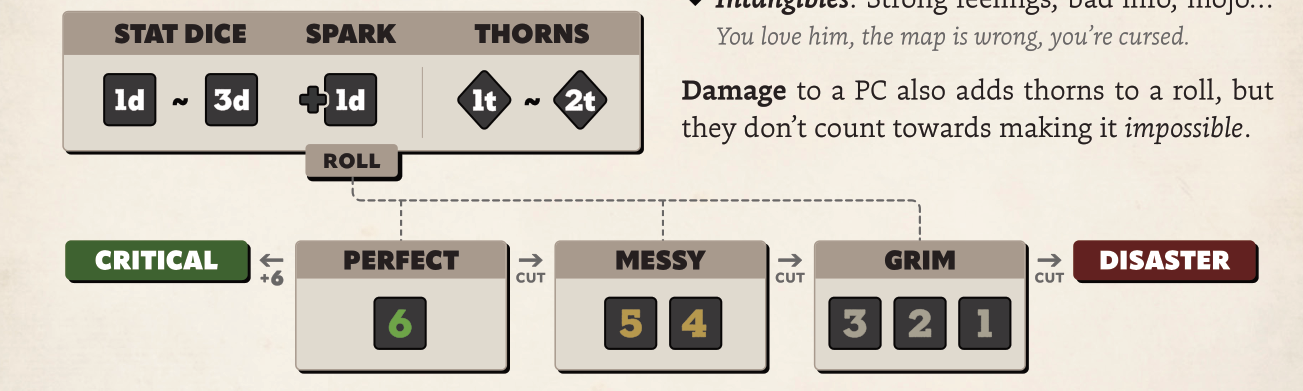 Intangibles: Strong feelings, bad info, mojo...
You love him, the map is wrong, you're cursed.
Damage to a PC also adds thorns to a roll, but
they don't count towards making it impossible.
STAT DICE SPARK THORNS
1d ~ 3d +1d 1t ~ 2t
ROLL
CRITICAL ← +6 PERFECT → CUT MESSY → CUT GRIM → CUT DISASTER
6 5 4 3 2 1